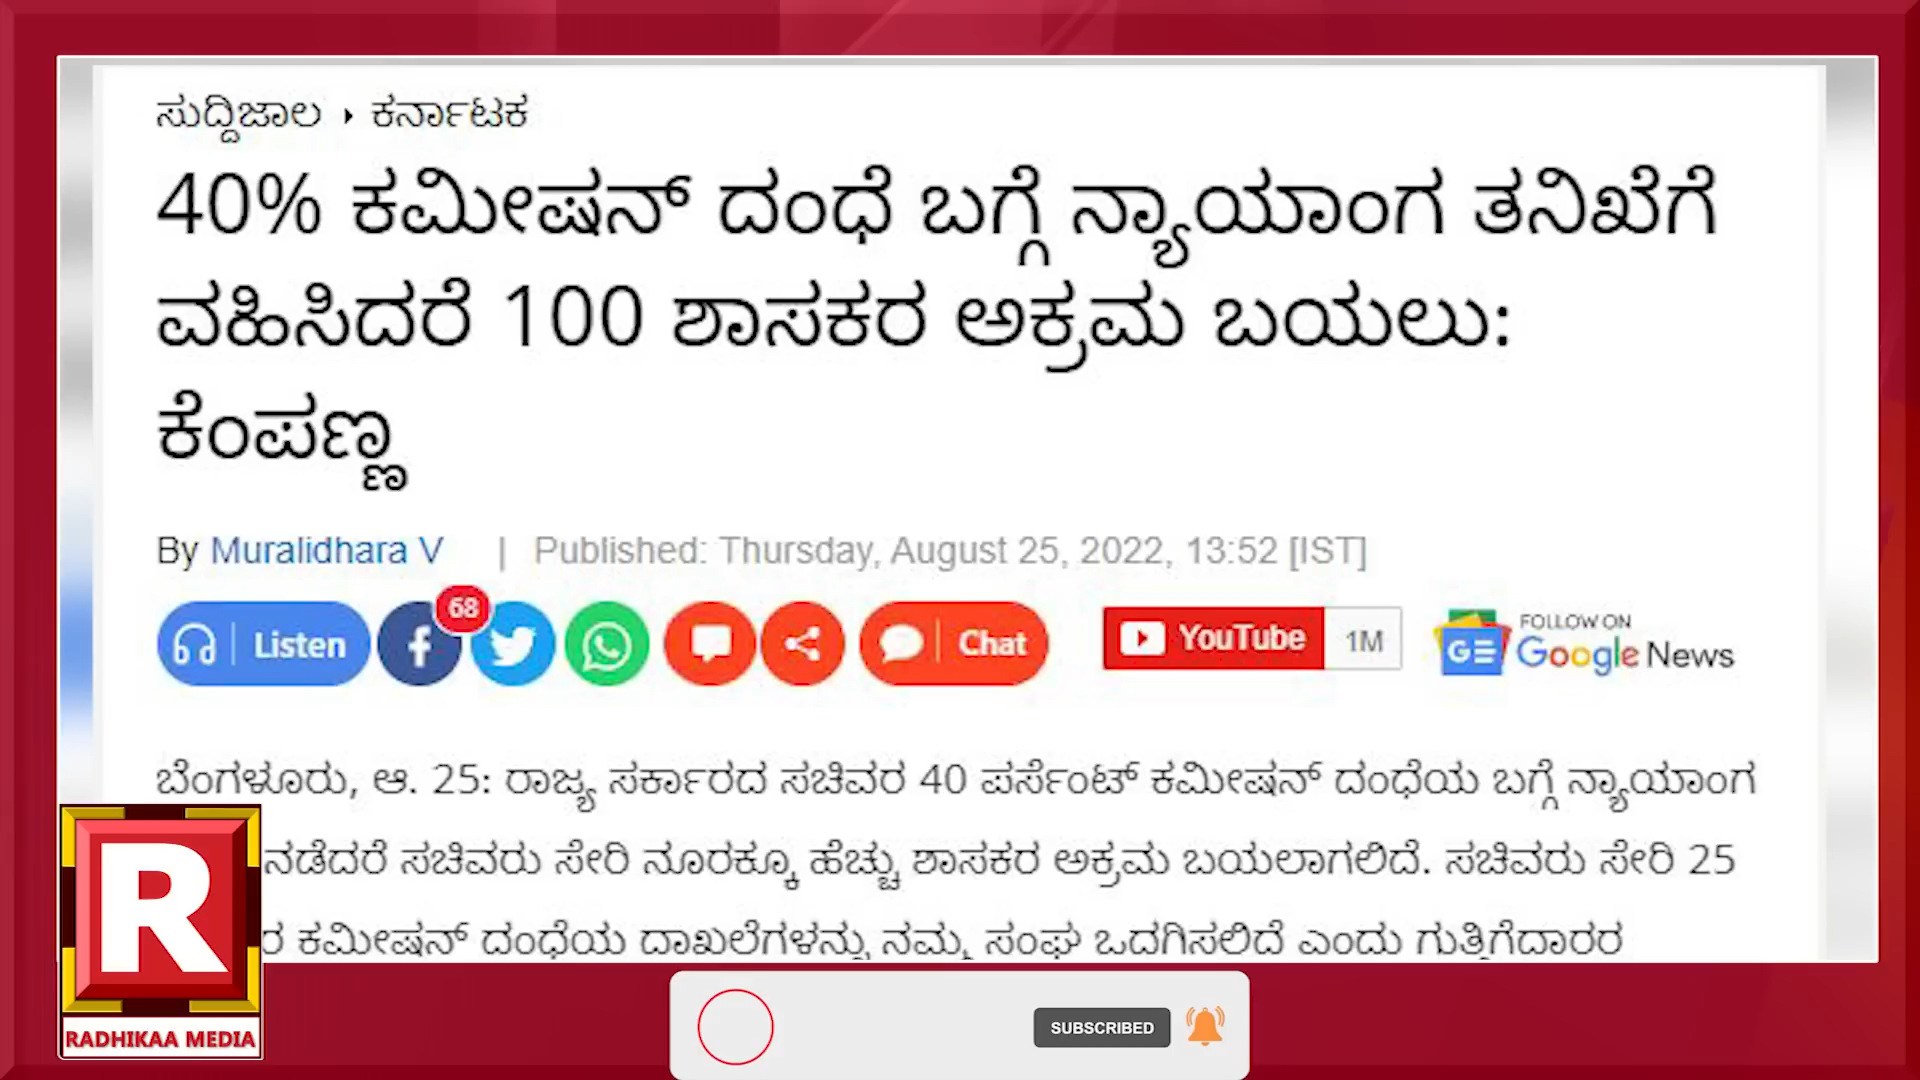 ಸುದ್ದಿಜಾಲ ▸ ಕರ್ನಾಟಕ
40% ಕಮೀಷನ್ ದಂಧೆ ಬಗ್ಗೆ ನ್ಯಾಯಾಂಗ ತನಿಖೆಗೆ
ವಹಿಸಿದರೆ 100 ಶಾಸಕರ ಅಕ್ರಮ ಬಯಲು:
ಕೆಂಪಣ್ಣ
By Muralidhara V | Published: Thursday, August 25, 2022, 13:52 [IST]
Listen 68 Chat YouTube 1M FOLLOW ON Google News
ಬೆಂಗಳೂರು, ಆ. 25: ರಾಜ್ಯ ಸರ್ಕಾರದ ಸಚಿವರ 40 ಪರ್ಸೆಂಟ್ ಕಮೀಷನ್ ದಂಧೆಯ ಬಗ್ಗೆ ನ್ಯಾಯಾಂಗ
ನಡೆದರೆ ಸಚಿವರು ಸೇರಿ ನೂರಕ್ಕೂ ಹೆಚ್ಚು ಶಾಸಕರ ಅಕ್ರಮ ಬಯಲಾಗಲಿದೆ. ಸಚಿವರು ಸೇರಿ 25
ಕಮೀಷನ್ ದಂಧೆಯ ದಾಖಲೆಗಳನ್ನು ನಮ್ಮ ಸಂಘ ಒದಗಿಸಲಿದೆ ಎಂದು ಗುತ್ತಿಗೆದಾರರ
R
RADHIKAA MEDIA
SUBSCRIBED